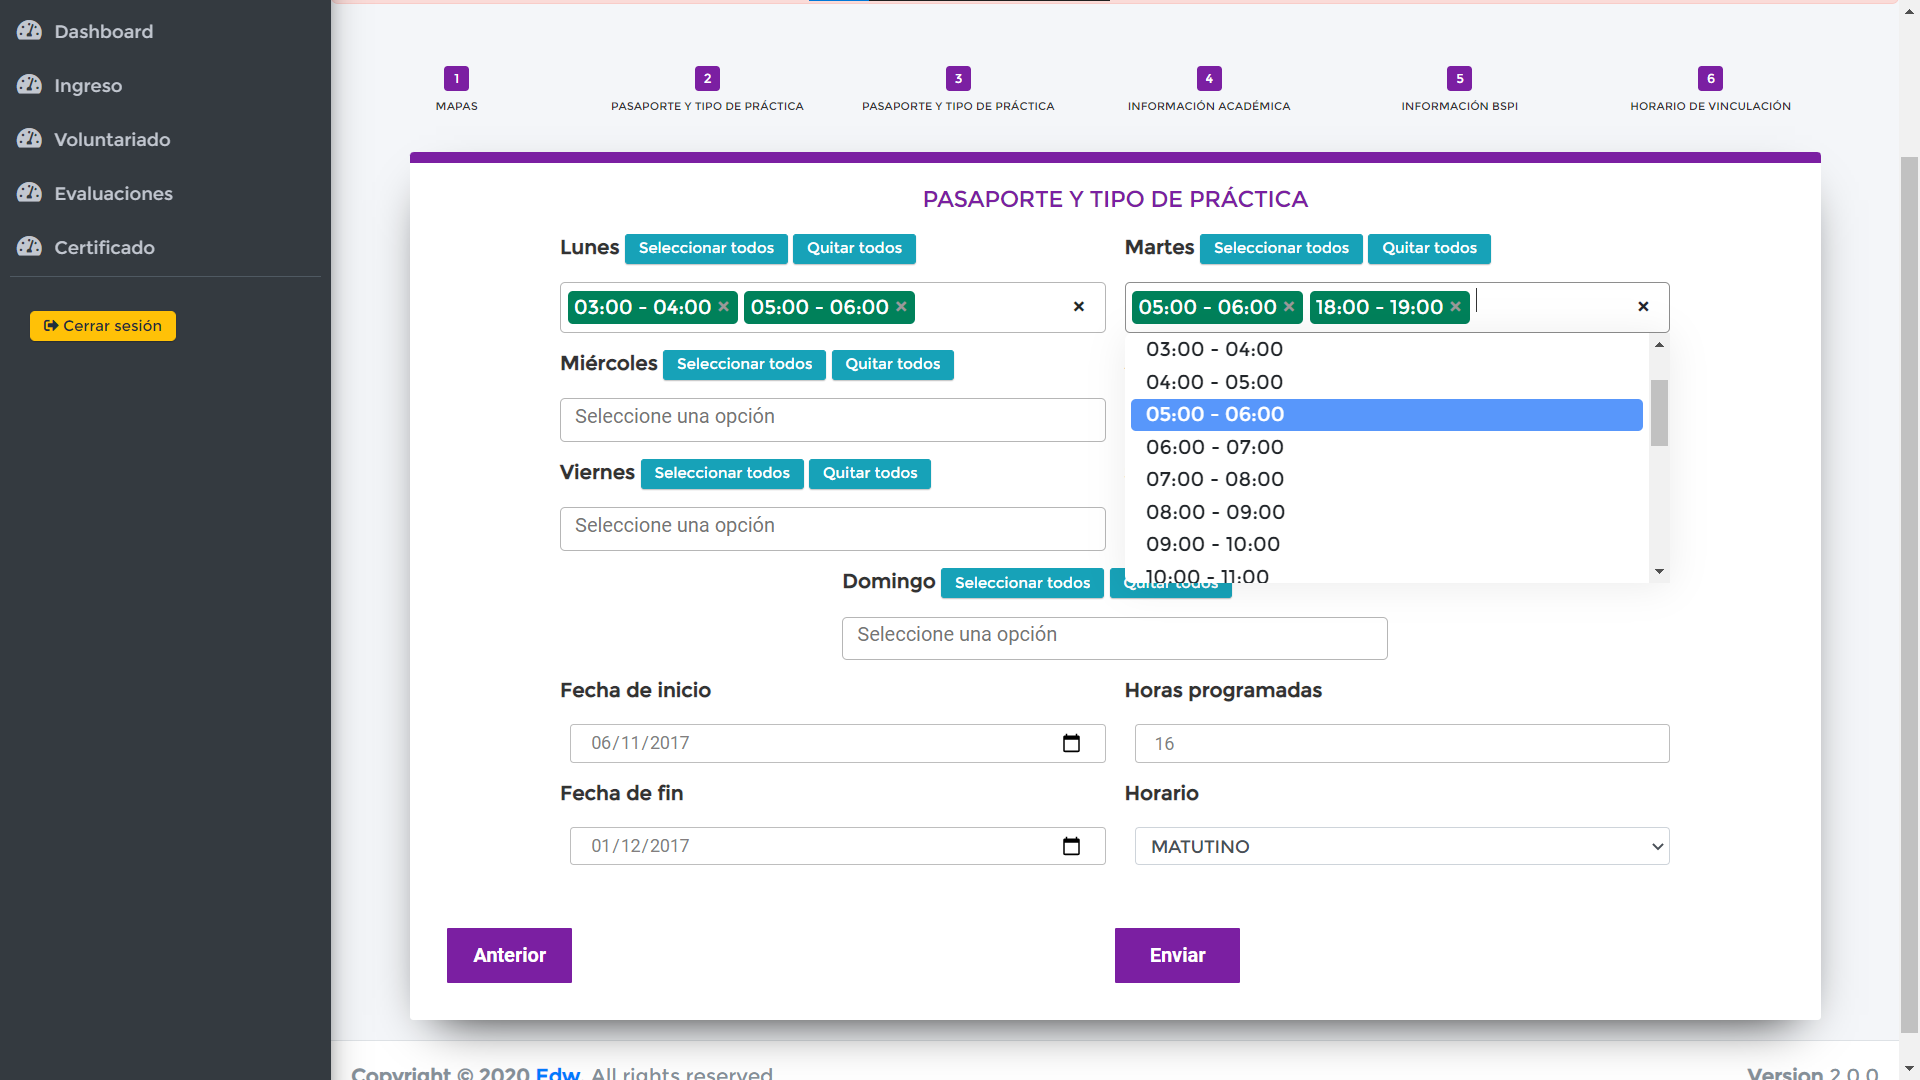 Dashboard
Ingreso
Voluntariado
Evaluaciones
Certificado
Cerrar sesión
1
MAPAS
2
PASAPORTE Y TIPO DE PRÁCTICA
3
PASAPORTE Y TIPO DE PRÁCTICA
4
INFORMACIÓN ACADÉMICA
5
INFORMACIÓN BSPI
6
HORARIO DE VINCULACIÓN
PASAPORTE Y TIPO DE PRÁCTICA
Lunes Seleccionar todos Quitar todos
03:00 - 04:00 × 05:00 - 06:00 × ×
Martes Seleccionar todos Quitar todos
05:00 - 06:00 × 18:00 - 19:00 × ×
03:00 - 04:00
04:00 - 05:00
05:00 - 06:00
06:00 - 07:00
07:00 - 08:00
08:00 - 09:00
09:00 - 10:00
10:00 - 11:00
Miércoles Seleccionar todos Quitar todos
Seleccione una opción
Viernes Seleccionar todos Quitar todos
Seleccione una opción
Domingo Seleccionar todos Quitar todos
Seleccione una opción
Fecha de inicio
06/11/2017
Horas programadas
16
Fecha de fin
01/12/2017
Horario
MATUTINO
Anterior
Enviar
Copyright © 2020 Edw. All rights reserved.
Version 2.0.0